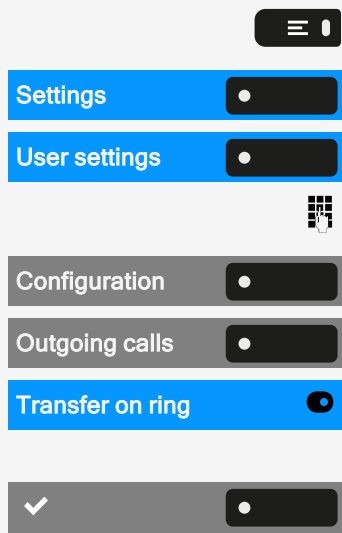 Settings
User settings
Configuration
Outgoing calls
Transfer on ring